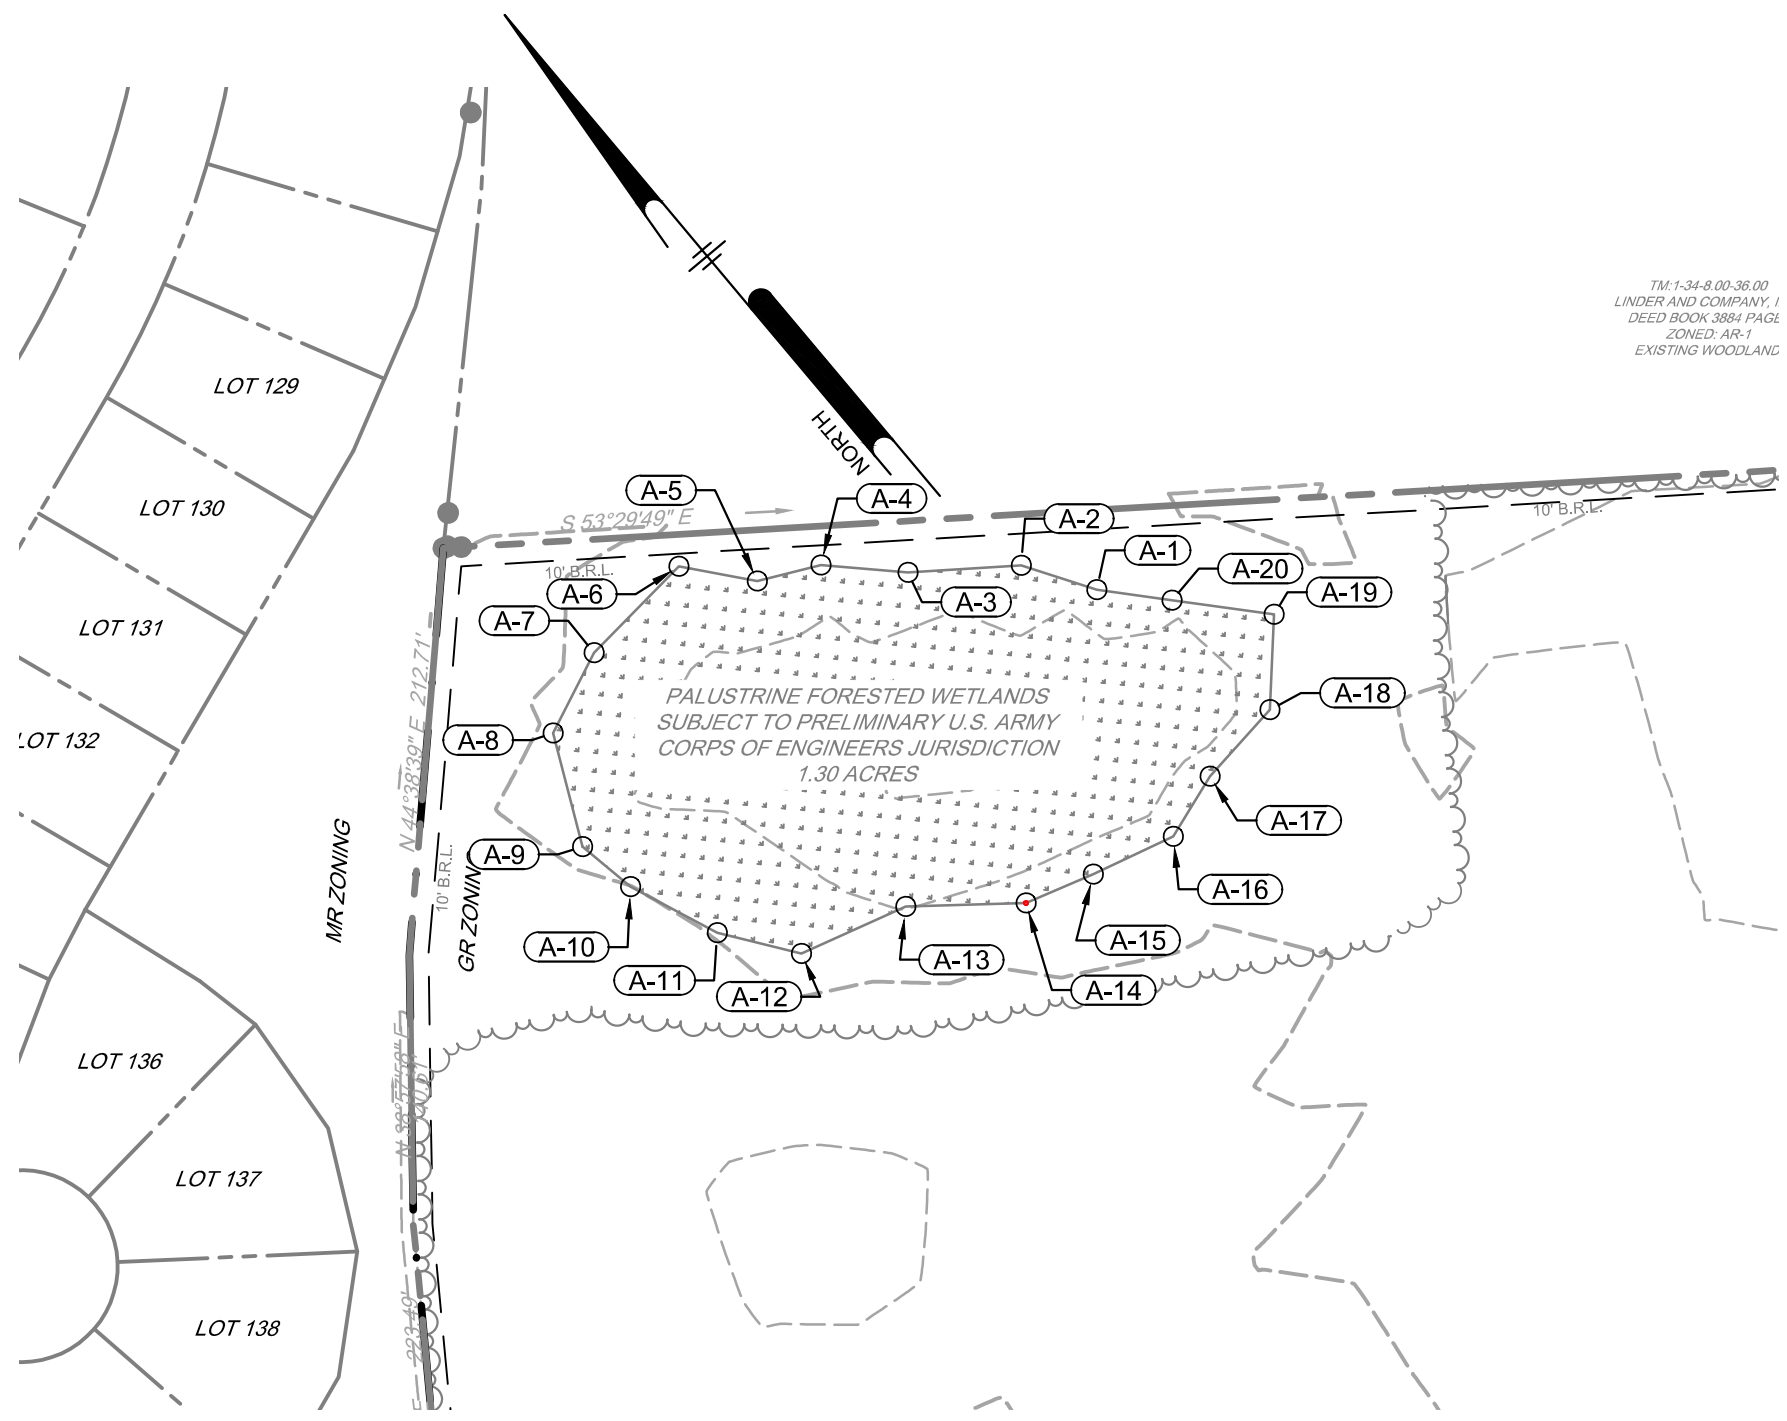 TM:1-34-8.00-36.00
LINDER AND COMPANY,
DEED BOOK 3884 PAGE
ZONED: AR-1
EXISTING WOODLAND
LOT 129
LOT 130
LOT 131
LOT 132
LOT 136
LOT 137
LOT 138
NORTH
S 53°29'49" E
10' B.R.L.
10' B.R.L.
A-5
A-4
A-2
A-1
A-20
A-19
A-6
A-3
A-7
A-18
A-8
PALUSTRINE FORESTED WETLANDS
SUBJECT TO PRELIMINARY U.S. ARMY
CORPS OF ENGINEERS JURISDICTION
1.30 ACRES
A-17
A-9
A-16
A-10
A-15
A-13
A-11
A-12
A-14
N 44°38'39" E 212.71'
MR ZONING
10' B.R.L.
GR ZONING
223.49'
E